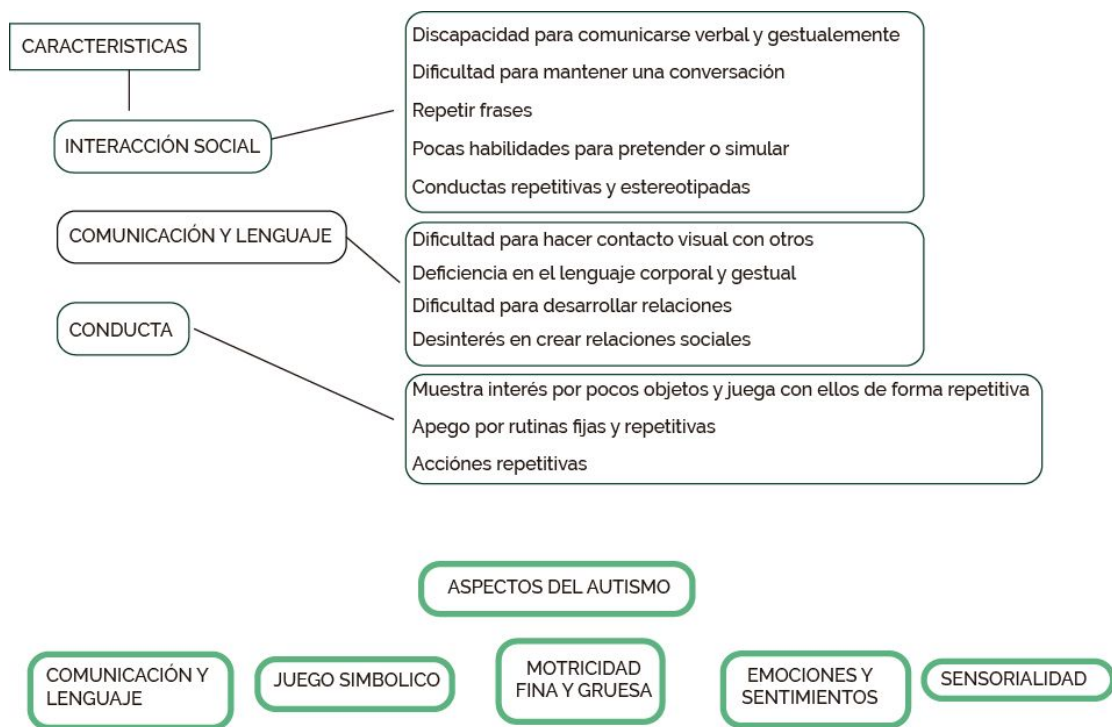 CARACTERISTICAS
INTERACCIÓN SOCIAL
Discapacidad para comunicarse verbal y gestualemente
Dificultad para mantener una conversación
Repetir frases
Pocas habilidades para pretender o simular
Conductas repetitivas y estereotipadas
COMUNICACIÓN Y LENGUAJE
Dificultad para hacer contacto visual con otros
Deficiencia en el lenguaje corporal y gestual
Dificultad para desarrollar relaciones
Desinterés en crear relaciones sociales
CONDUCTA
Muestra interés por pocos objetos y juega con ellos de forma repetitiva
Apego por rutinas fijas y repetitivas
Acciónes repetitivas
ASPECTOS DEL AUTISMO
COMUNICACIÓN Y
LENGUAJE
JUEGO SIMBOLICO
MOTRICIDAD
FINA Y GRUESA
EMOCIONES Y
SENTIMIENTOS
SENSORIALIDAD